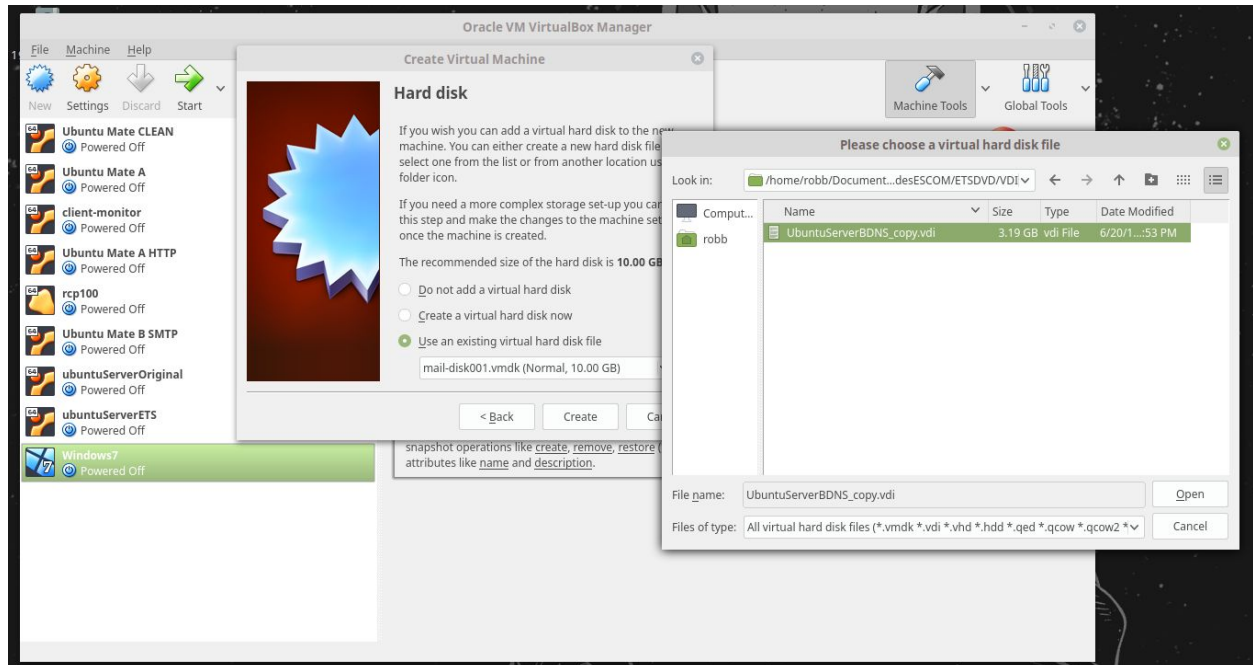 Oracle VM VirtualBox Manager
File Machine Help
New Settings Discard Start
Machine Tools Global Tools
Ubuntu Mate CLEAN
Powered Off
Ubuntu Mate A
Powered Off
client-monitor
Powered Off
Ubuntu Mate A HTTP
Powered Off
rcp100
Powered Off
Ubuntu Mate B SMTP
Powered Off
ubuntuServerOriginal
Powered Off
ubuntuServerETS
Powered Off
Windows7
Powered Off
Create Virtual Machine
Hard disk
If you wish you can add a virtual hard disk to the new
machine. You can either create a new hard disk file
select one from the list or from another location us
folder icon.
If you need a more complex storage set-up you can
this step and make the changes to the machine set
once the machine is created.
The recommended size of the hard disk is 10.00 GB
Do not add a virtual hard disk
Create a virtual hard disk now
Use an existing virtual hard disk file
mail-disk001.vmdk (Normal, 10.00 GB)
< Back Create Ca
snapshot operations like create, remove, restore (
attributes like name and description.
Please choose a virtual hard disk file
Look in: /home/robb/Document...desESCOM/ETSDVD/VDI
Comput...
robb
Name Size Type Date Modified
UbuntuServerBDNS_copy.vdi 3.19 GB vdi File 6/20/1...:53 PM
File name: UbuntuServerBDNS_copy.vdi Open
Files of type: All virtual hard disk files (*.vmdk *.vdi *.vhd *.hdd *.qed *.qcow *.qcow2 * Cancel